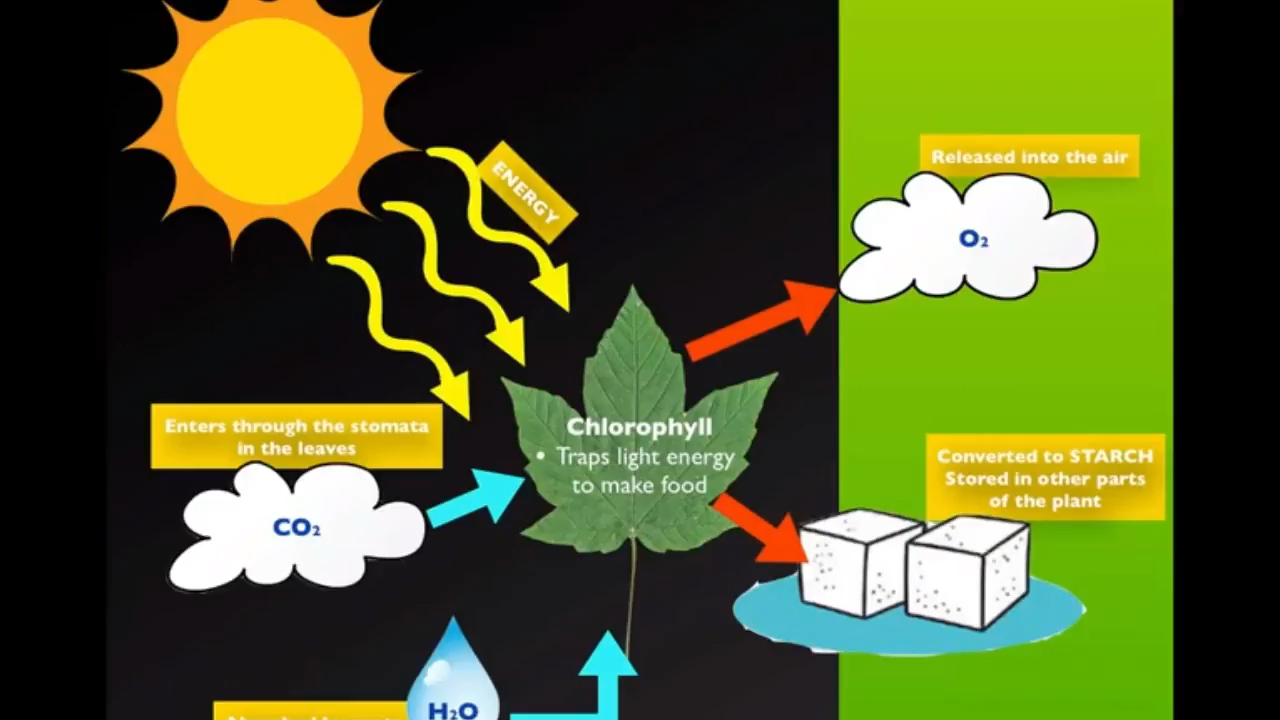 Released into the air
ENERGY
O₂
Enters through the stomata
in the leaves
Chlorophyll
• Traps light energy
to make food
Converted to STARCH
Stored in other parts
of the plant
CO₂
H₂O